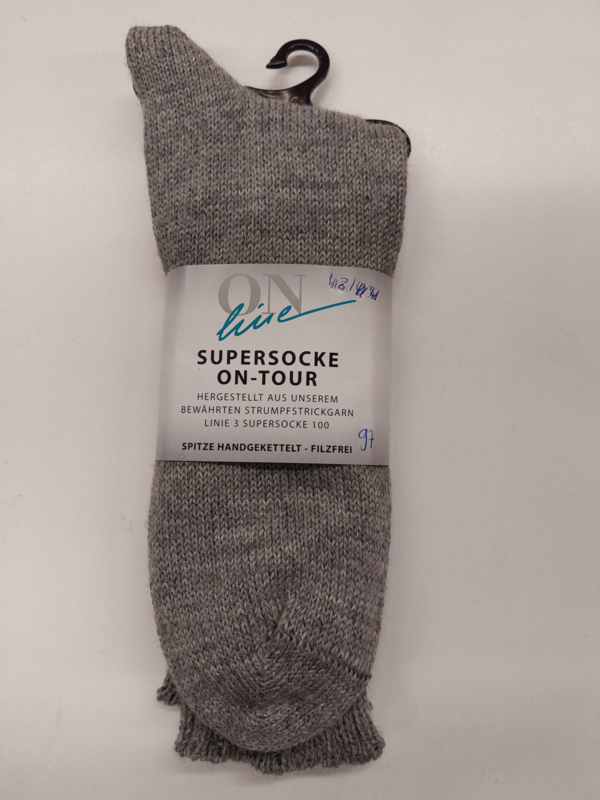 ON
line
SUPERSOCKE
ON-TOUR
HERGESTELLT AUS UNSEREM
BEWÄHRTEN STRUMPFSTRICKGARN
LINIE 3 SUPERSOCKE 100
97
SPITZE HANDGEKETTELT - FILZFREI